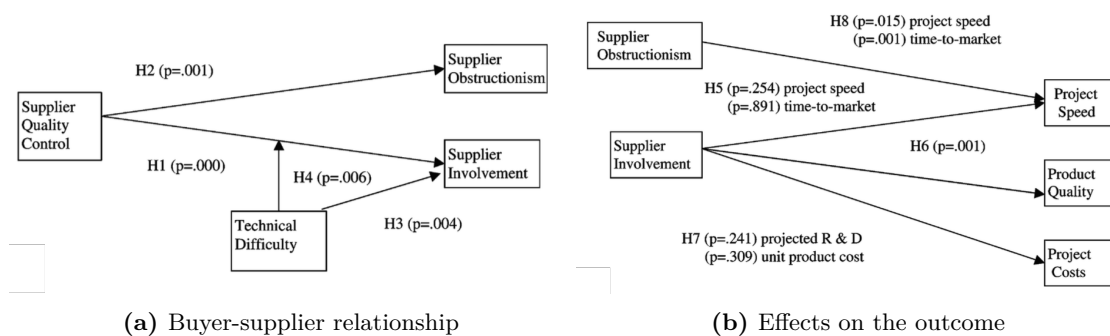 H2 (p=.001)
Supplier
Obstructionism
Supplier
Quality
Control
H1 (p=.000)
H4 (p=.006)
Supplier
Involvement
Technical
Difficulty
H3 (p=.004)
(a) Buyer-supplier relationship
Supplier
Obstructionism
H8 (p=.015) project speed
(p=.001) time-to-market
H5 (p=.254) project speed
(p=.891) time-to-market
Project
Speed
Supplier
Involvement
H6 (p=.001)
Product
Quality
H7 (p=.241) projected R & D
(p=.309) unit product cost
Project
Costs
(b) Effects on the outcome